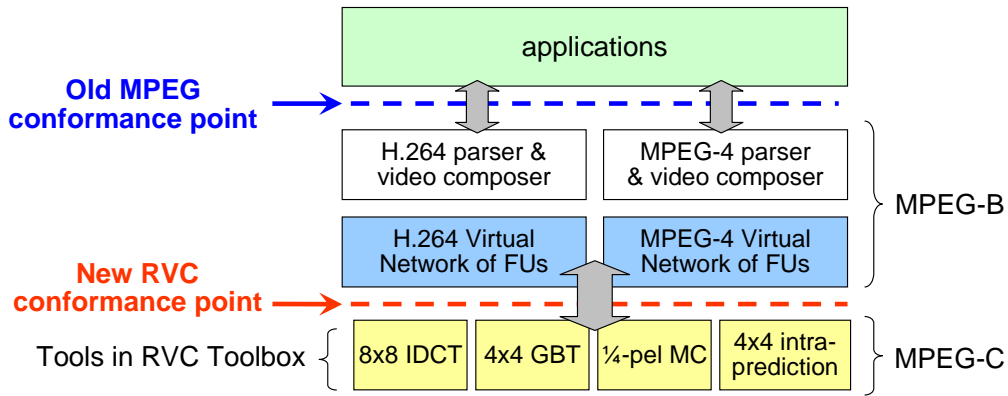 applications
Old MPEG
conformance point
H.264 parser &
video composer
MPEG-4 parser
& video composer
MPEG-B
H.264 Virtual
Network of FUs
MPEG-4 Virtual
Network of FUs
New RVC
conformance point
Tools in RVC Toolbox
8x8 IDCT
4x4 GBT
¼-pel MC
4x4 intra-
prediction
MPEG-C